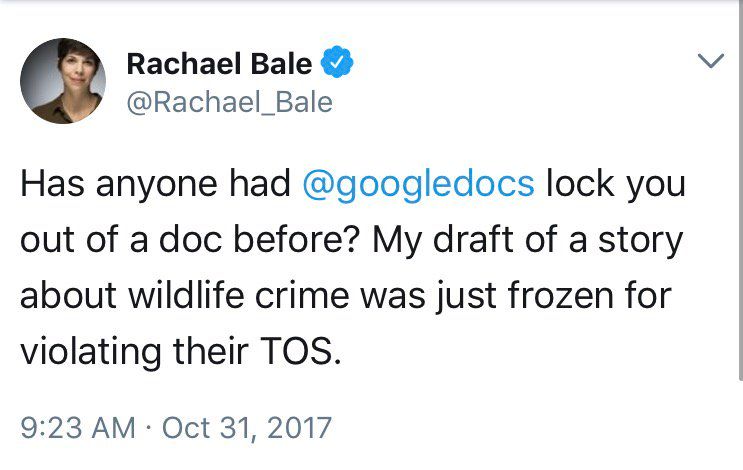 Rachael Bale
@Rachael_Bale
Has anyone had @googledocs lock you
out of a doc before? My draft of a story
about wildlife crime was just frozen for
violating their TOS.
9:23 AM · Oct 31, 2017